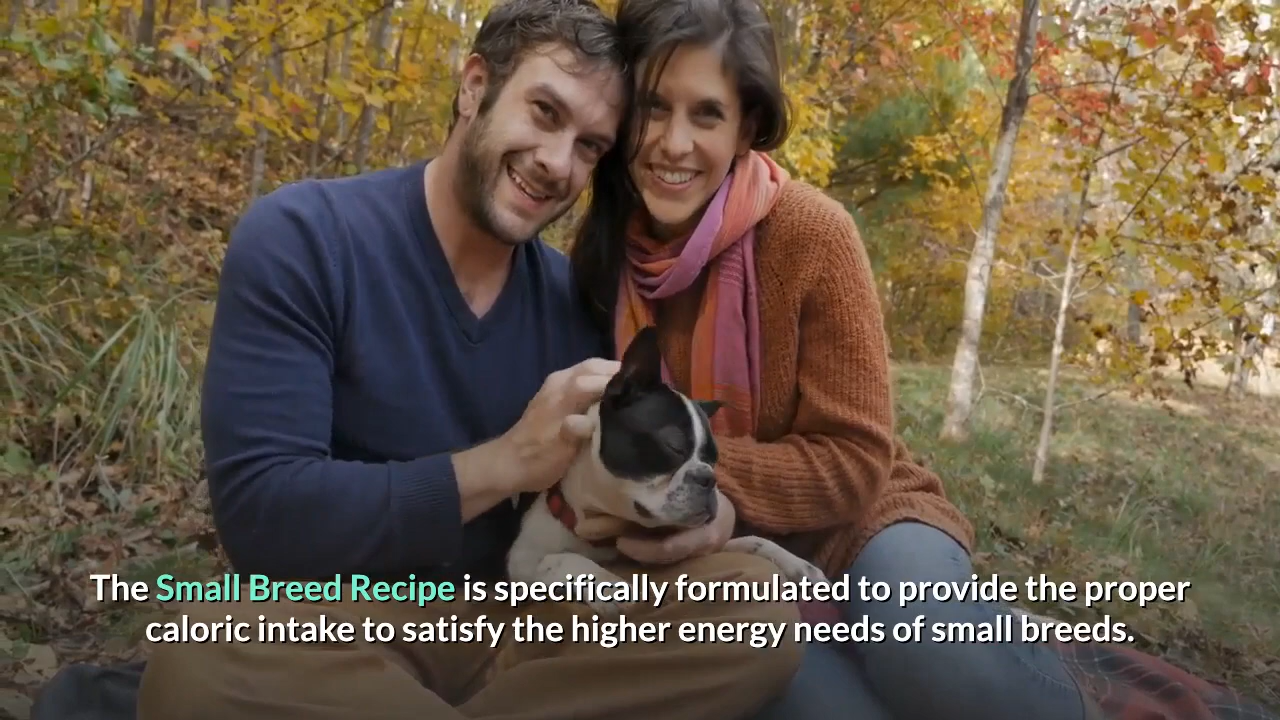 The Small Breed Recipe is specifically formulated to provide the proper
caloric intake to satisfy the higher energy needs of small breeds.